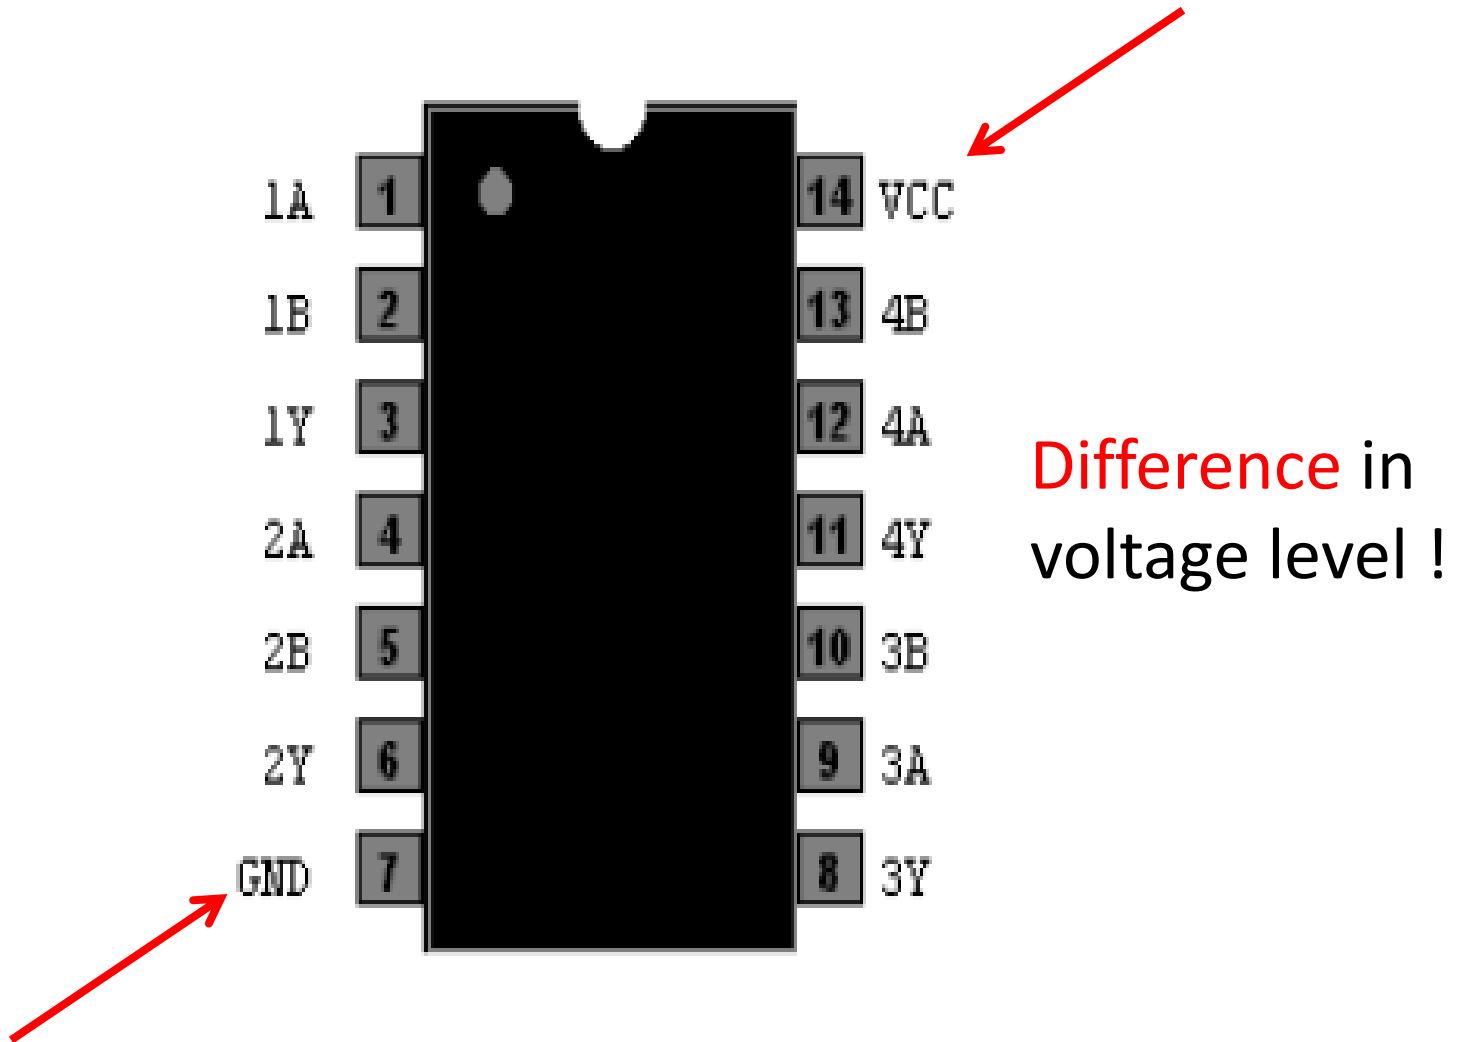 1A 1 14 VCC
1B 2 13 4B
1Y 3 12 4A
2A 4 11 4Y
2B 5 10 3B
2Y 6 9 3A
GND 7 8 3Y
Difference in
voltage level !